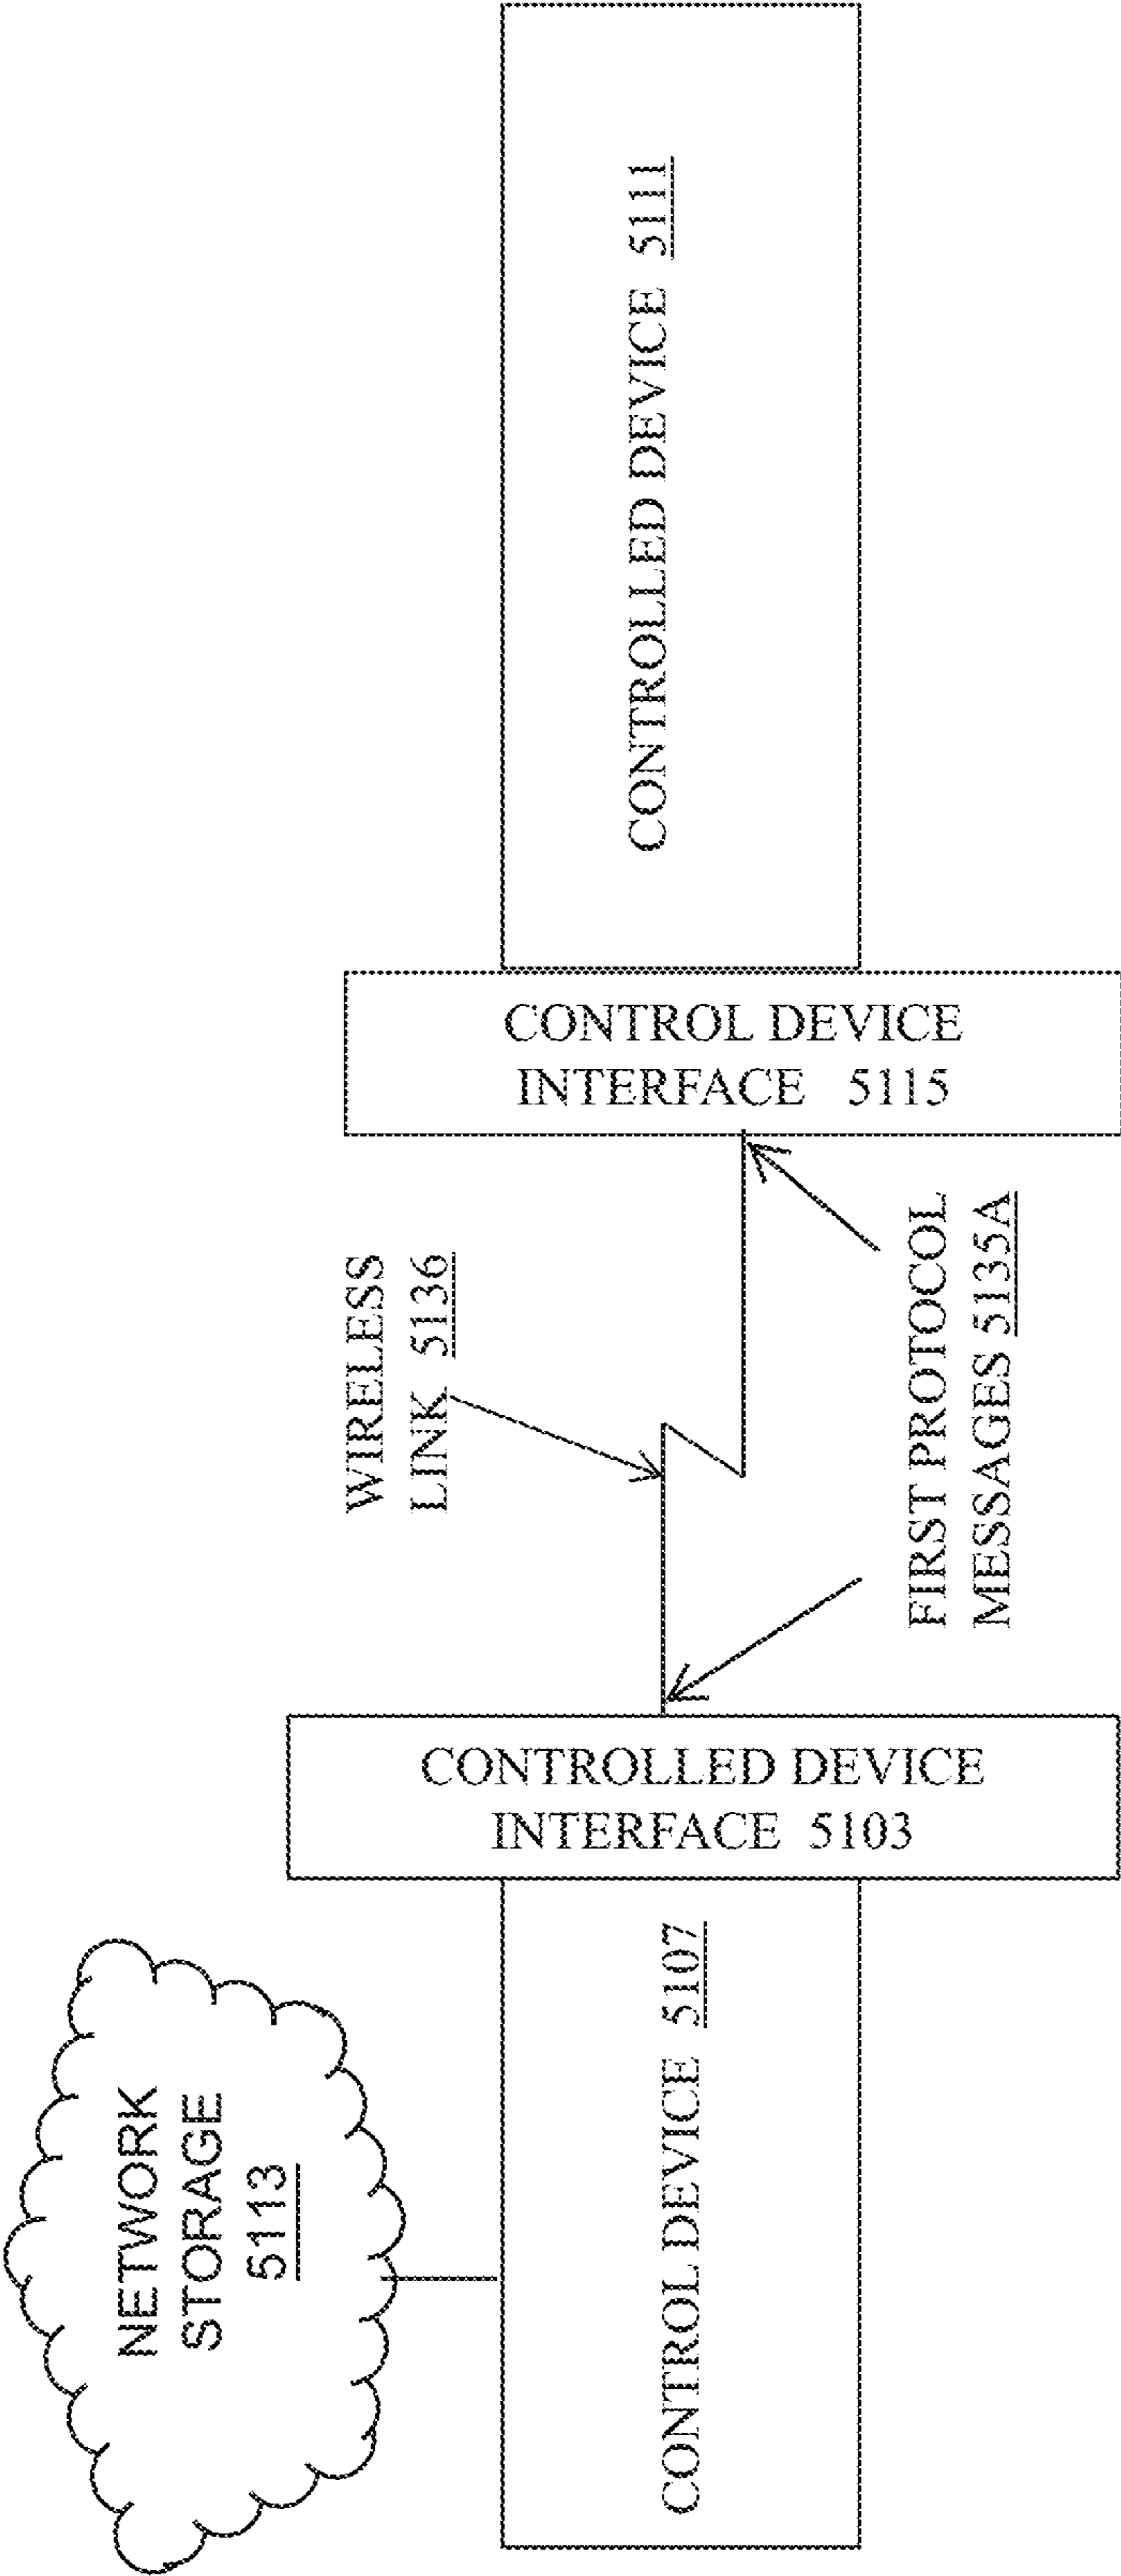 NETWORK
STORAGE
5113
CONTROL DEVICE 5107
CONTROLLED DEVICE
INTERFACE 5103
WIRELESS
LINK 5136
FIRST PROTOCOL
MESSAGES 5135A
CONTROL DEVICE
INTERFACE 5115
CONTROLLED DEVICE 5111